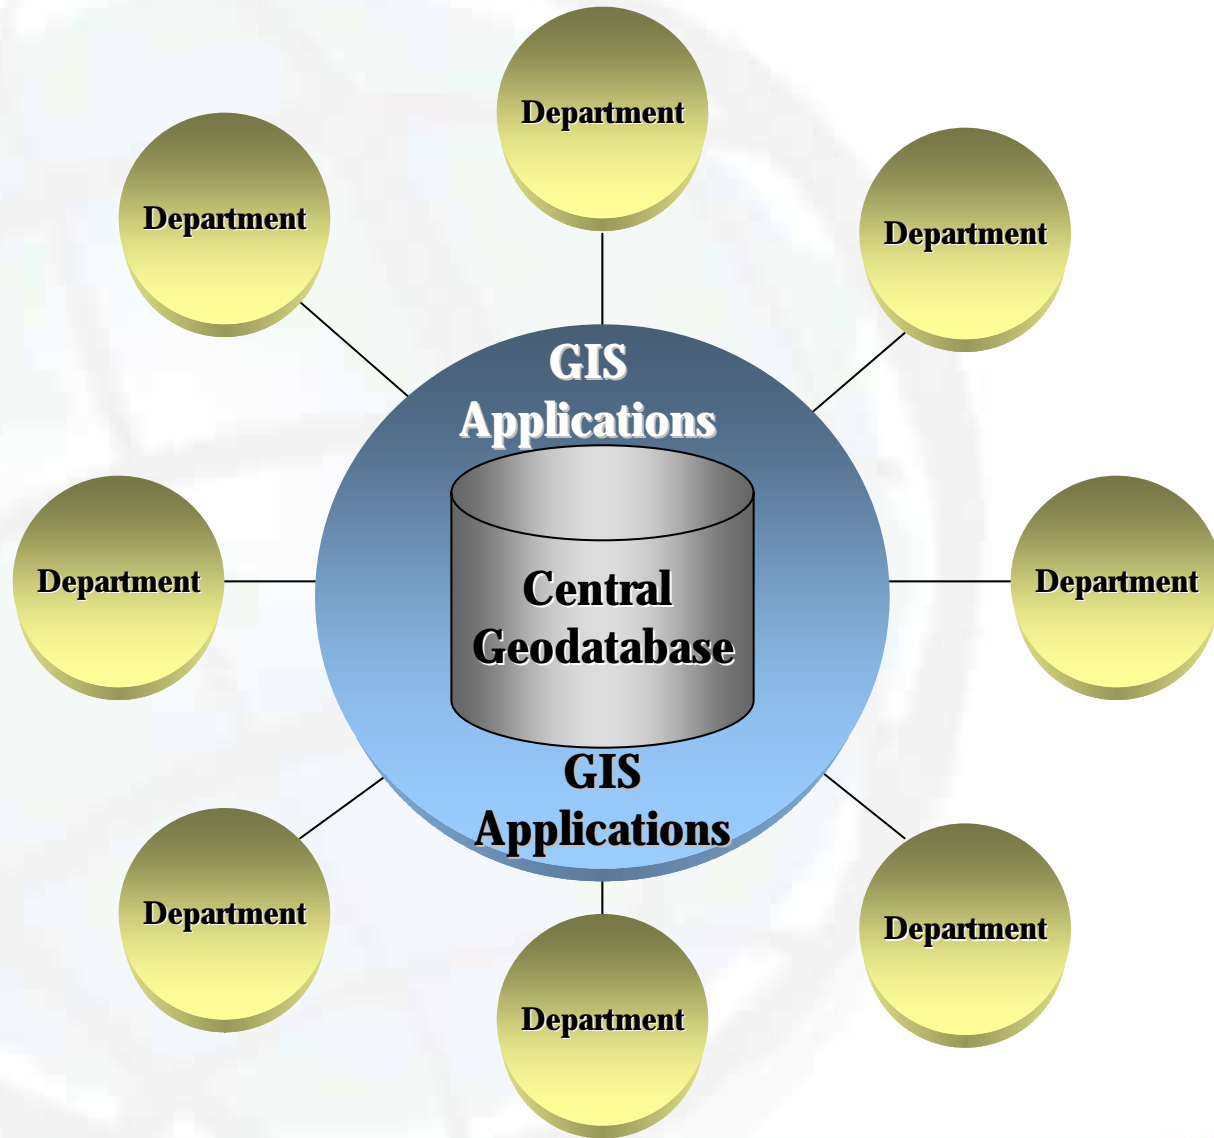 Department
Department
Department
GIS
Applications
Department
Central
Geodatabase
Department
GIS
Applications
Department
Department
Department